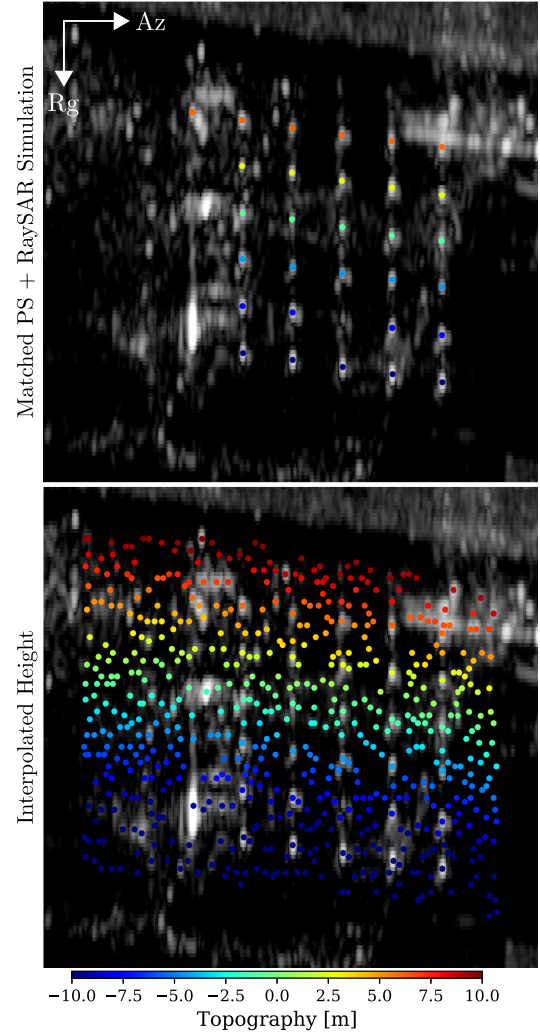 Az
Rg
Matched PS + RaySAR Simulation
Interpolated Height
−10.0 −7.5 −5.0 −2.5 0.0 2.5 5.0 7.5 10.0
Topography [m]